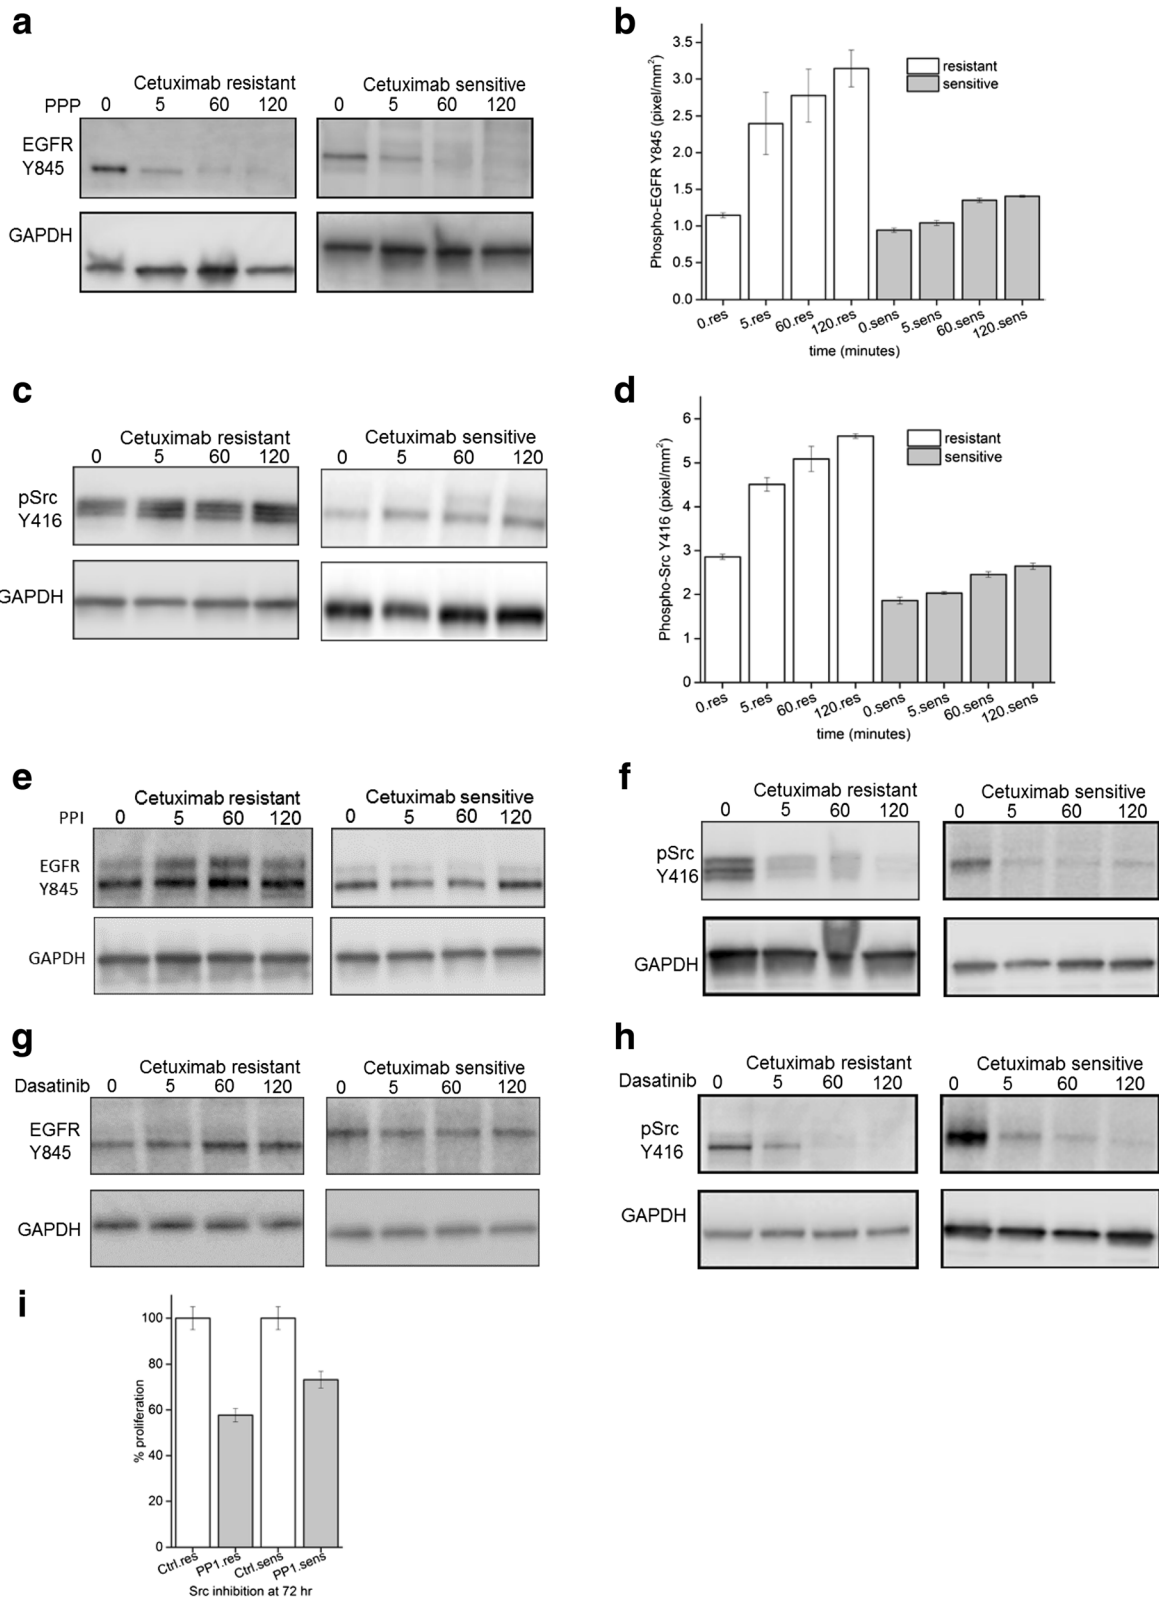 a
Cetuximab resistant
Cetuximab sensitive
PPP 0 5 60 120
0 5 60 120
EGFR
Y845
GAPDH
b
Phospho-EGFR Y845 (pixel/mm²)
3.5
3.0
2.5
2.0
1.5
1.0
0.5
0.0
resistant
sensitive
0.res 5.res 60.res 120.res 0.sens 5.sens 60.sens 120.sens
time (minutes)
c
Cetuximab resistant
Cetuximab sensitive
0 5 60 120
0 5 60 120
pSrc
Y416
GAPDH
d
Phospho-Src Y416 (pixel/mm²)
6
5
4
3
2
1
0
resistant
sensitive
0.res 5.res 60.res 120.res 0.sens 5.sens 60.sens 120.sens
time (minutes)
e
Cetuximab resistant
Cetuximab sensitive
PPI 0 5 60 120
0 5 60 120
EGFR
Y845
GAPDH
f
Cetuximab resistant
Cetuximab sensitive
0 5 60 120
0 5 60 120
pSrc
Y416
GAPDH
g
Cetuximab resistant
Cetuximab sensitive
Dasatinib 0 5 60 120
0 5 60 120
EGFR
Y845
GAPDH
h
Cetuximab resistant
Cetuximab sensitive
Dasatinib 0 5 60 120
0 5 60 120
pSrc
Y416
GAPDH
i
% proliferation
100
80
60
40
20
0
Ctrl.res PP1.res Ctrl.sens PP1.sens
Src inhibition at 72 hr